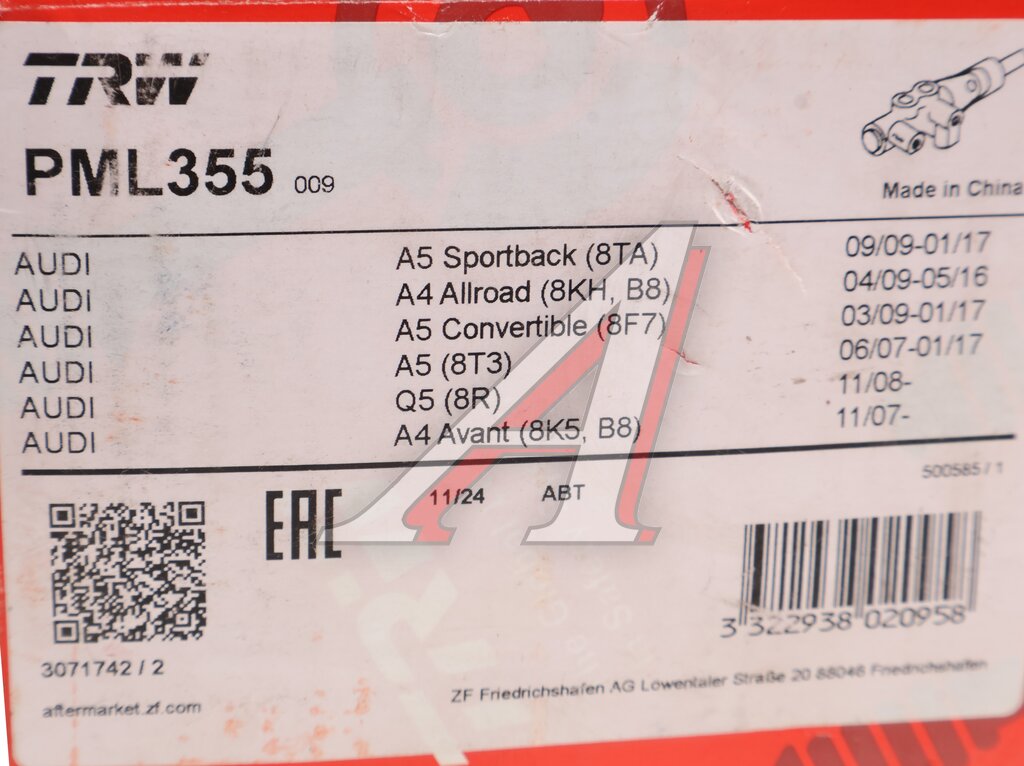 TRW
PML355 009
Made in China
AUDI A5 Sportback (8TA) 09/09-01/17
AUDI A4 Allroad (8KH, B8) 04/09-05/16
AUDI A5 Convertible (8F7) 03/09-01/17
AUDI A5 (8T3) 06/07-01/17
AUDI Q5 (8R) 11/08-
AUDI A4 Avant (8K5, B8) 11/07-
500585 / 1
EAC 11/24 ABT
3 322938 020958
3071742 / 2
ZF Friedrichshafen AG Löwentaler Straße 20 88046 Friedrichshafen
aftermarket.zf.com